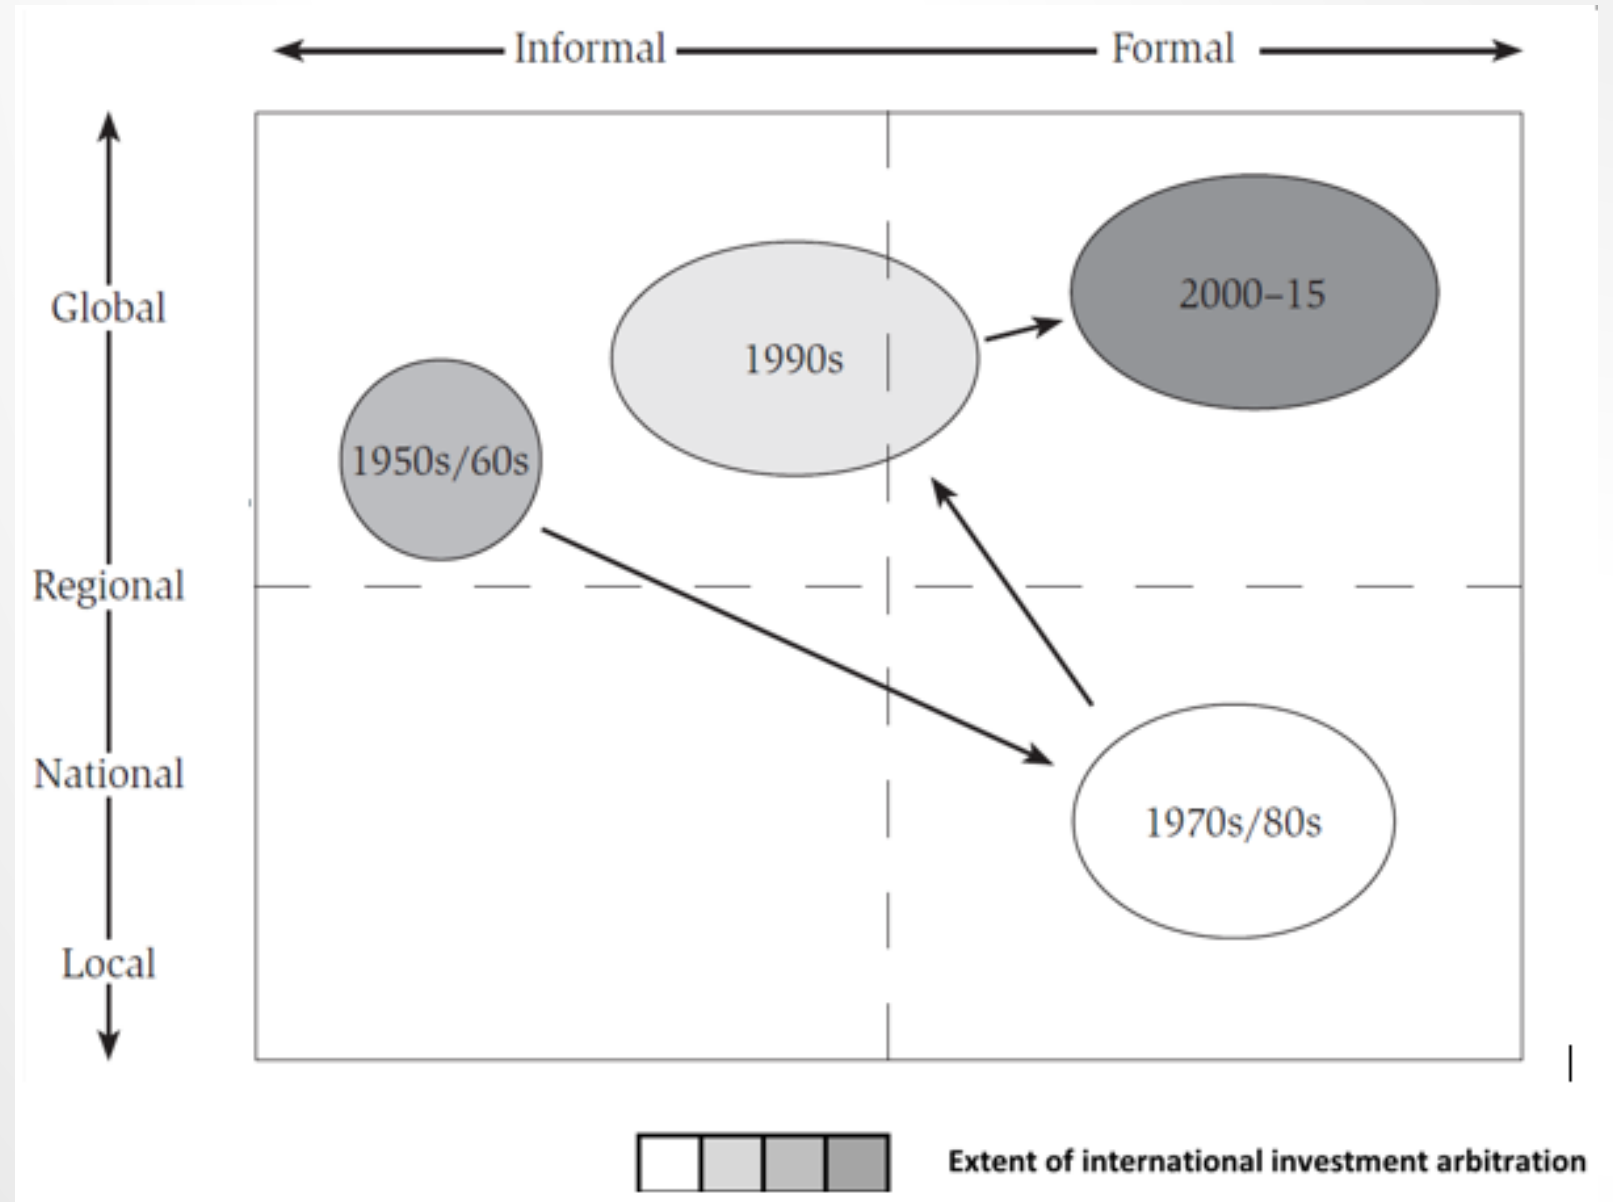 Informal
Formal
Global
Regional
National
Local
1950s/60s
1990s
2000–15
1970s/80s
Extent of international investment arbitration